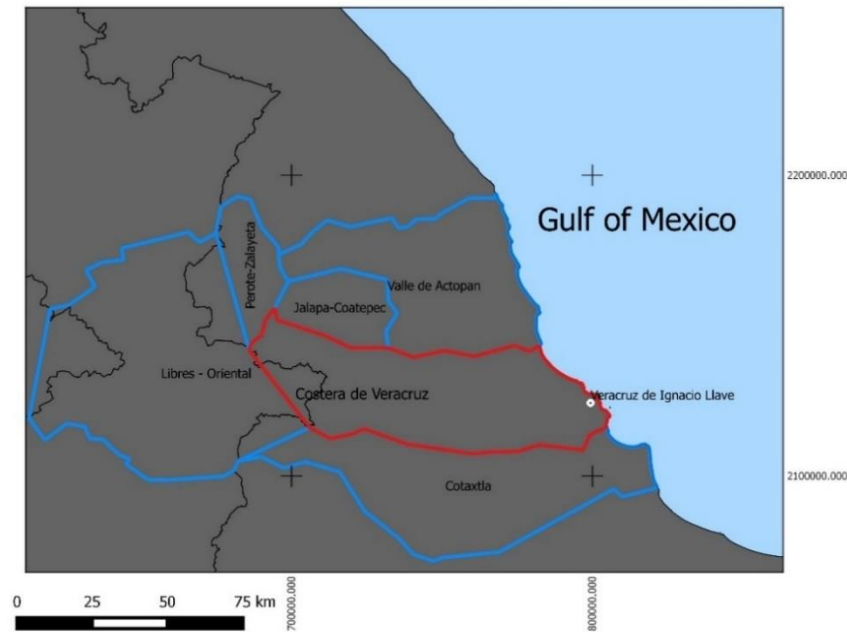 2200000.000
Gulf of Mexico
Perote-Zalayeta
Valle de Actopan
Jalapa-Coatepec
Libres - Oriental
Costera de Veracruz
Veracruz de Ignacio Llave
2100000.000
Cotaxtla
0 25 50 75 km
700000.000
800000.000